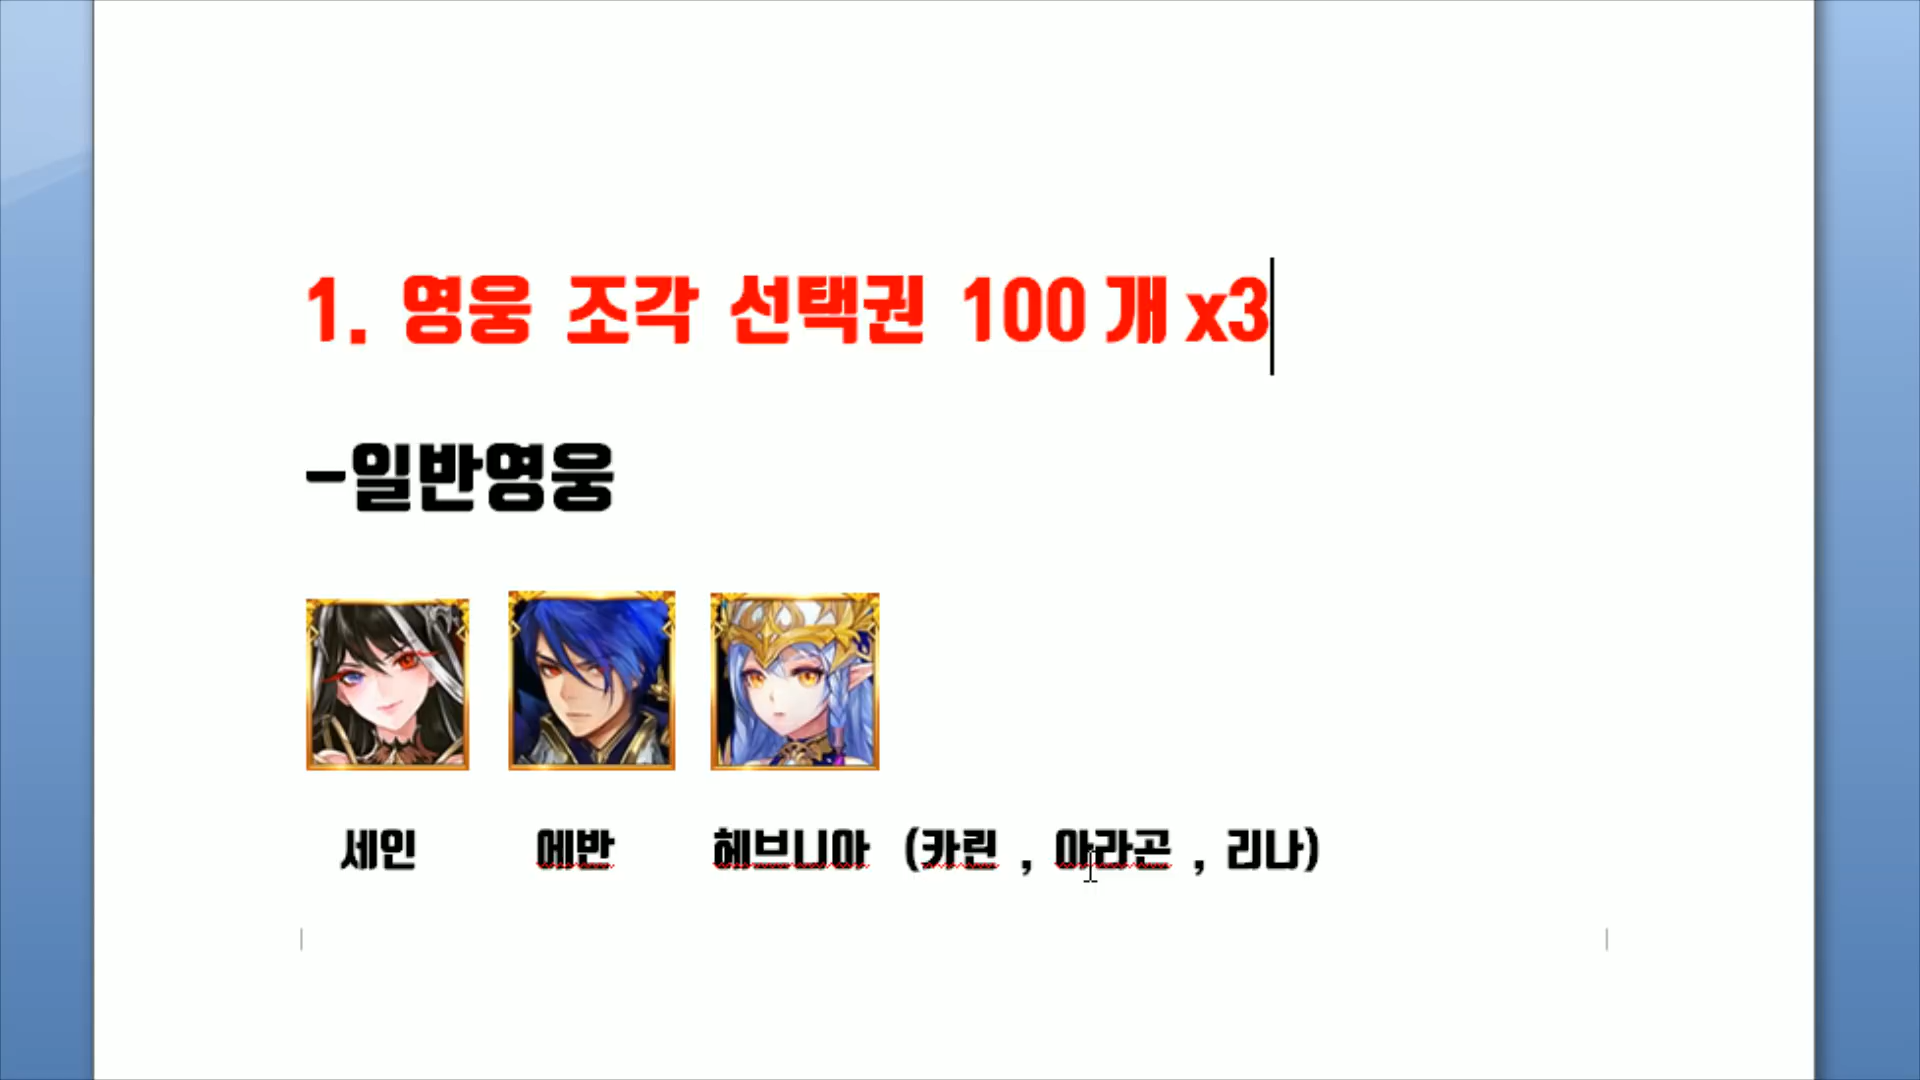 1. 영웅 조각 선택권 100개 x3
-일반영웅
세인 에반 헤브니아 (카린 , 아라곤 , 리나)